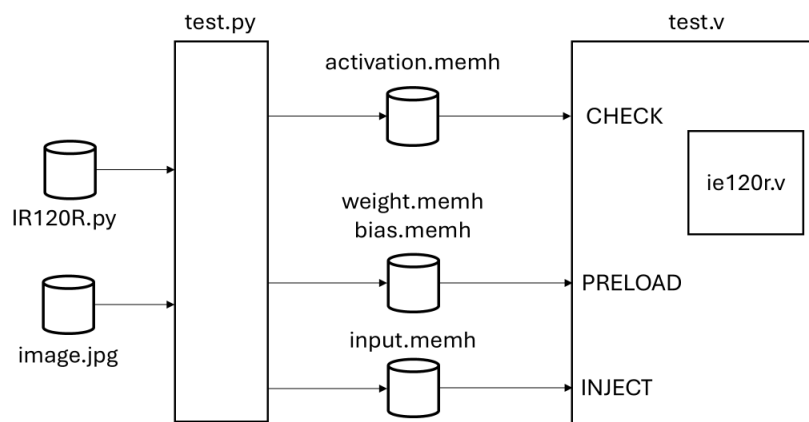 test.py
test.v
activation.memh
CHECK
ie120r.v
IR120R.py
weight.memh
bias.memh
PRELOAD
image.jpg
input.memh
INJECT